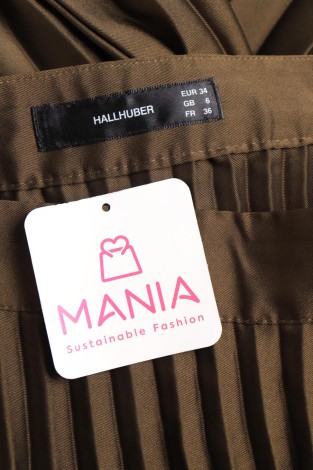 HALLHUBER
EUR 34
GB 6
FR 36
MANIA
Sustainable Fashion